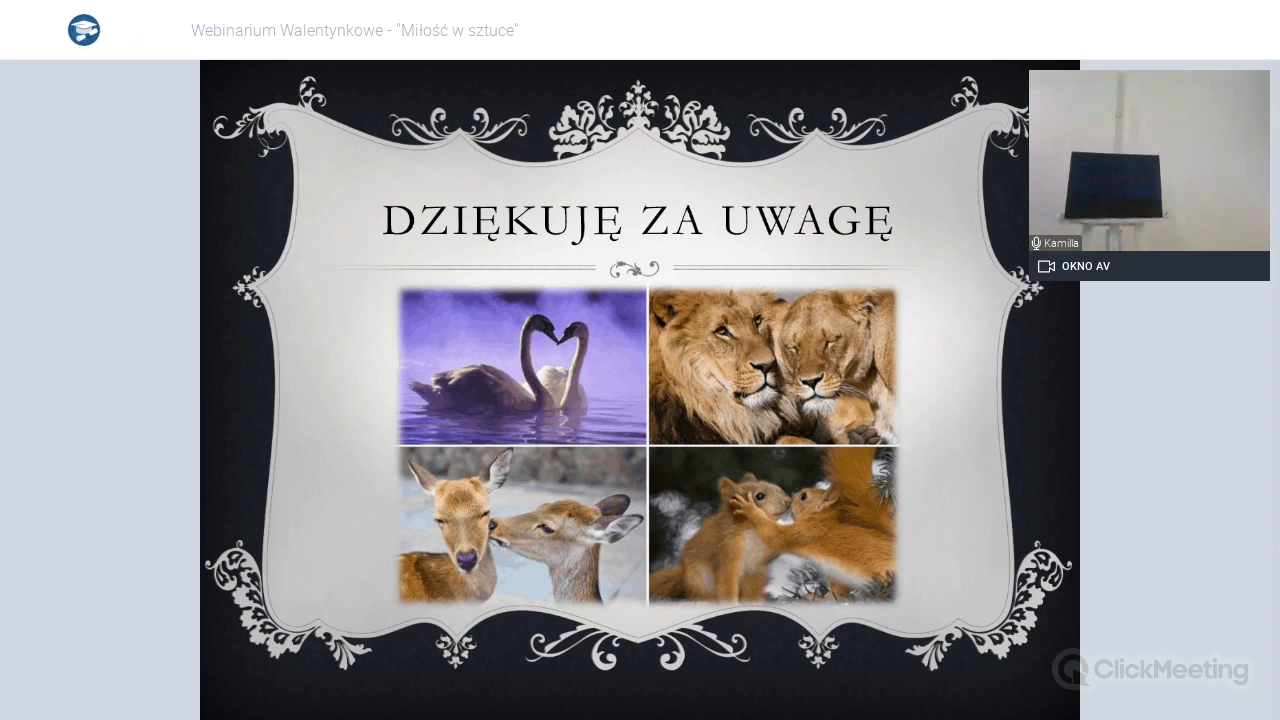 Webinarium Walentynkowe - "Miłość w sztuce"
DZIĘKUJĘ ZA UWAGĘ
Kamilla
OKNO AV
ClickMeeting